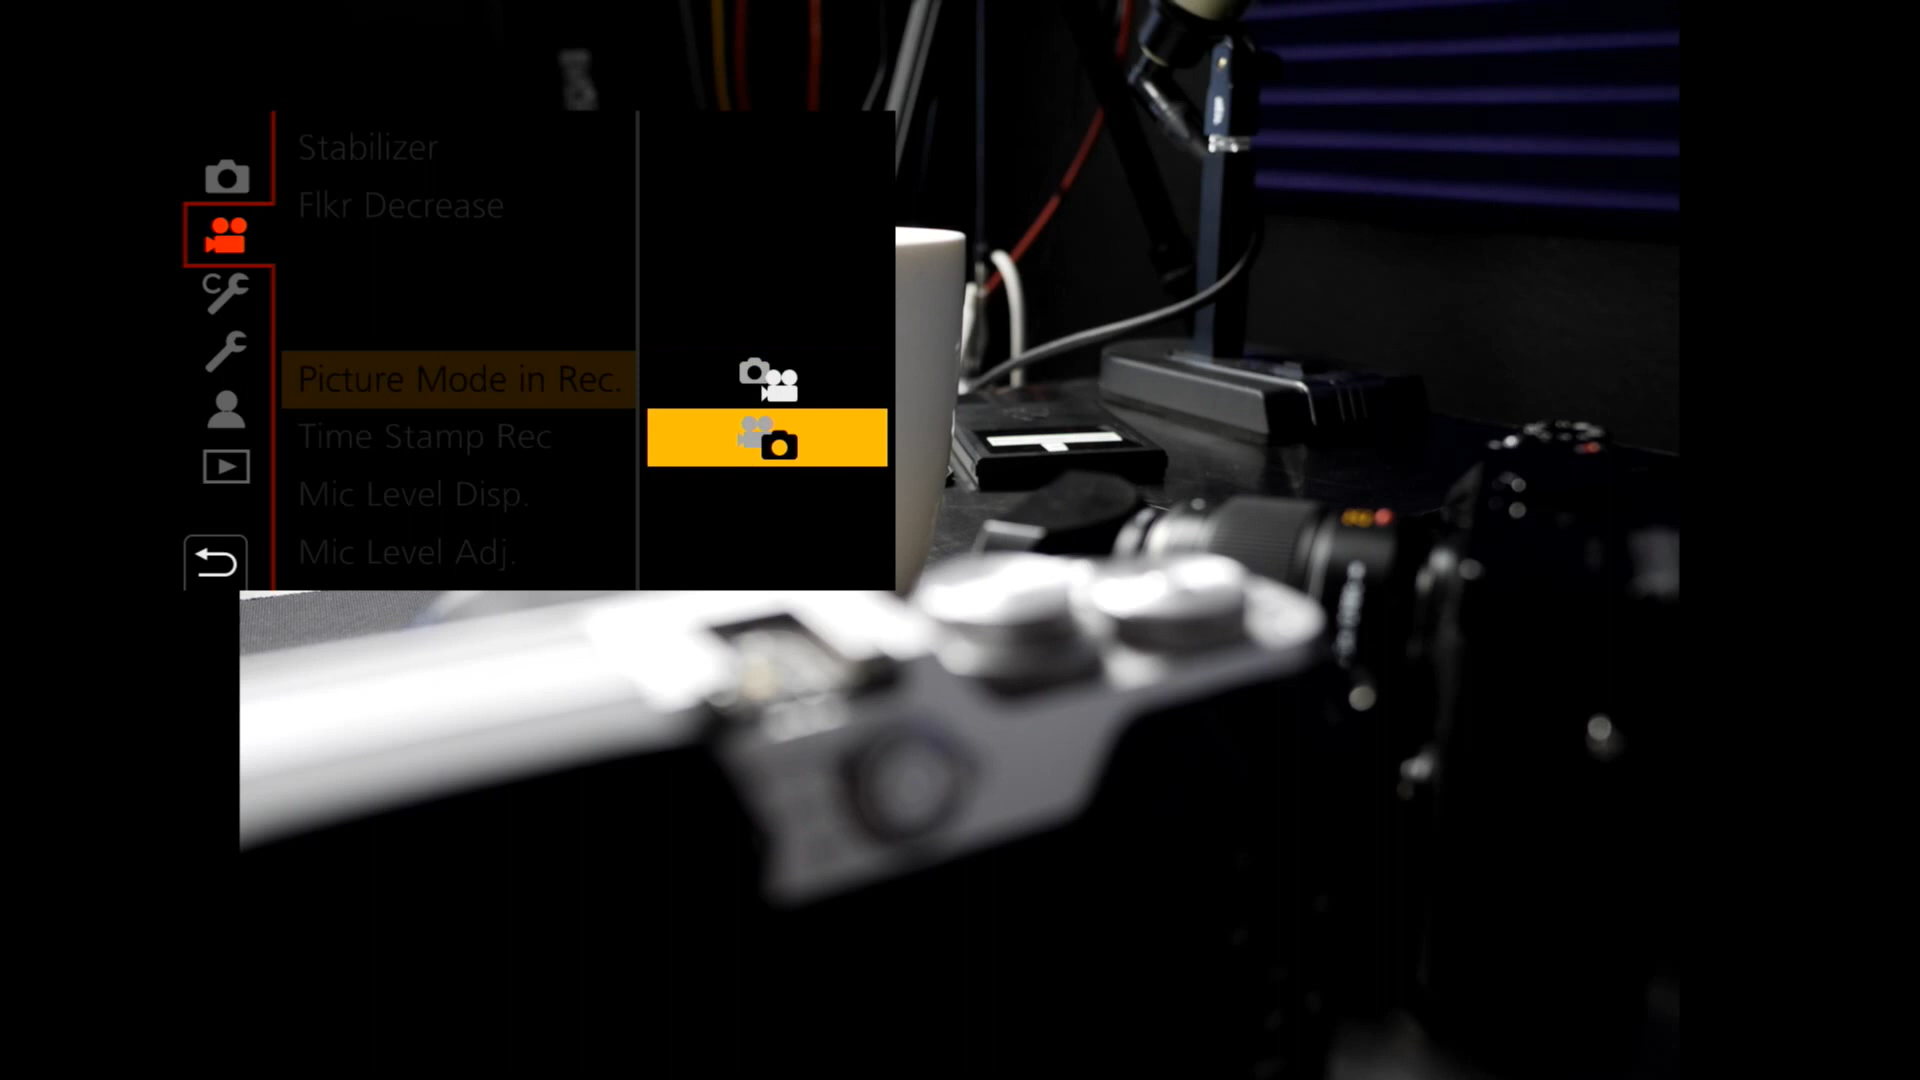 Stabilizer
Flkr Decrease
Picture Mode in Rec.
Time Stamp Rec
Mic Level Disp.
Mic Level Adj.